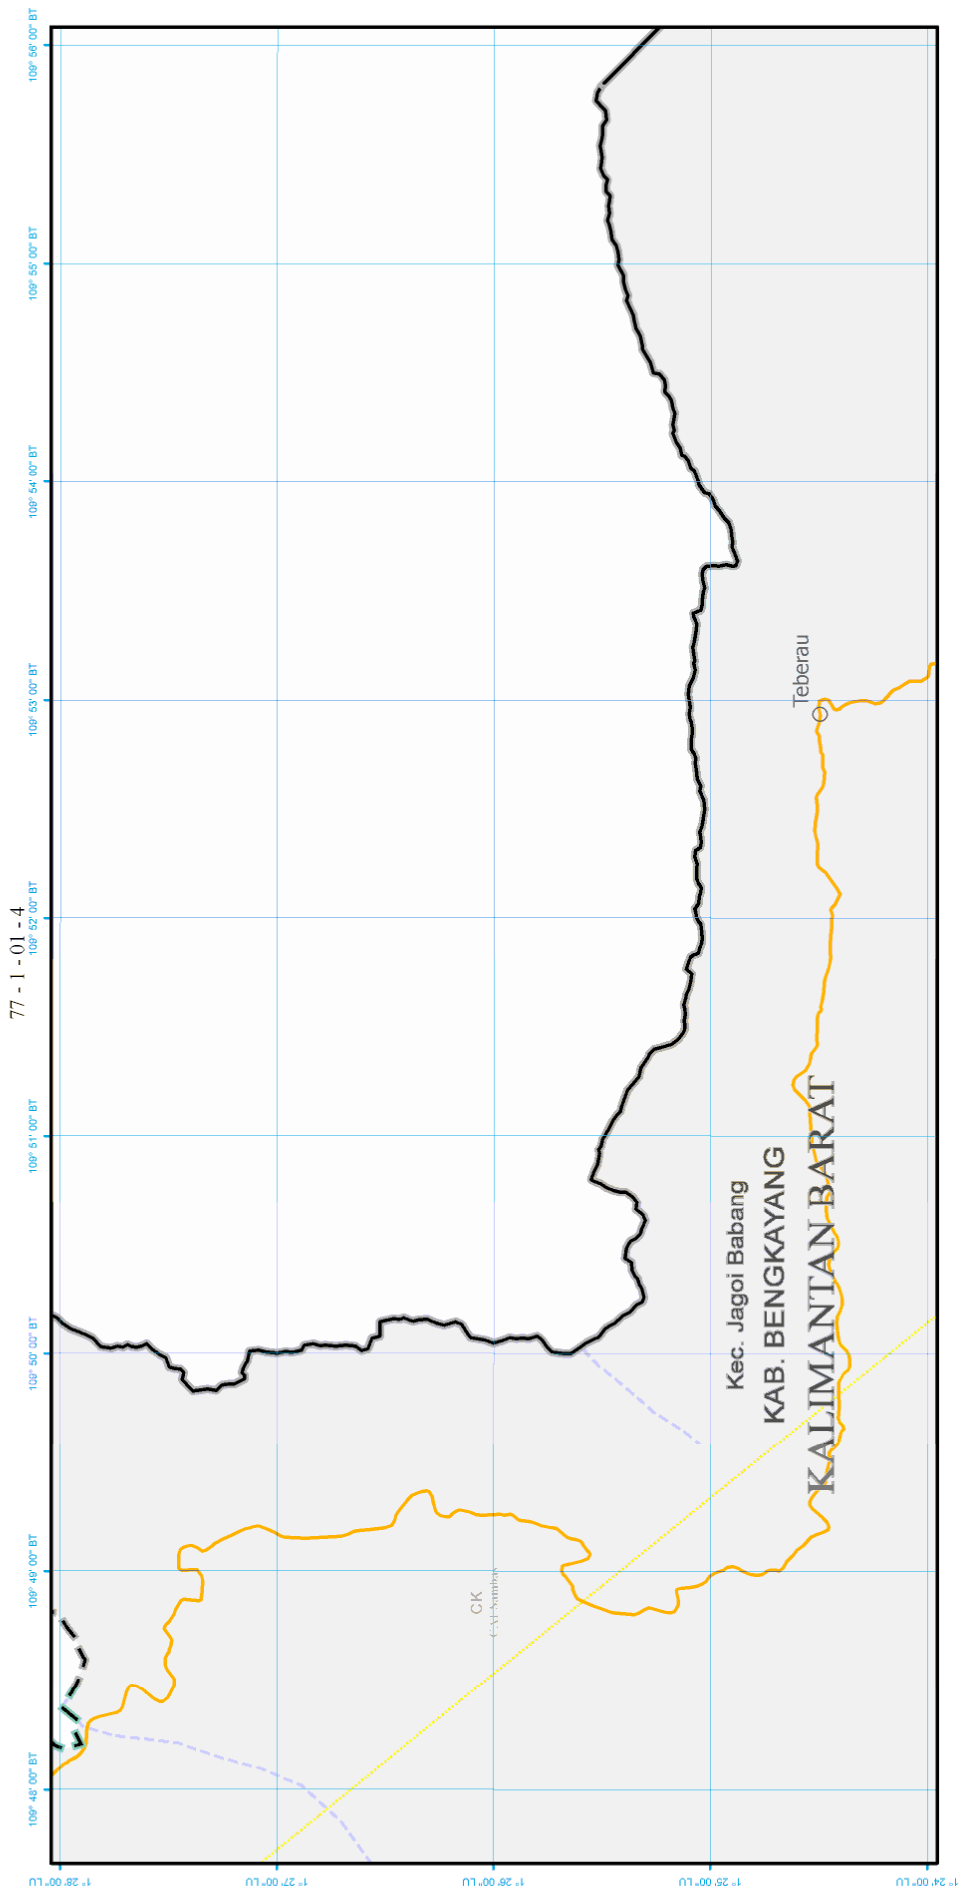 77 - 1 - 01 - 4
109° 48' 00" BT
109° 49' 00" BT
109° 50' 00" BT
109° 51' 00" BT
109° 52' 00" BT
109° 53' 00" BT
109° 54' 00" BT
109° 55' 00" BT
109° 56' 00" BT
1° 28' 00" LU
1° 27' 00" LU
1° 26' 00" LU
1° 25' 00" LU
1° 24' 00" LU
CK
Teberau
Kec. Jagoi Babang
KAB. BENGKAYANG
KALIMANTAN BARAT